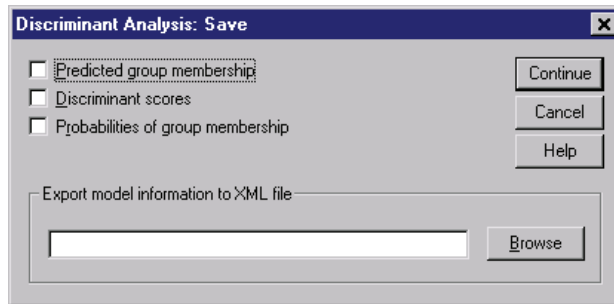 Discriminant Analysis: Save
Predicted group membership
Discriminant scores
Probabilities of group membership
Continue
Cancel
Help
Export model information to XML file
Browse